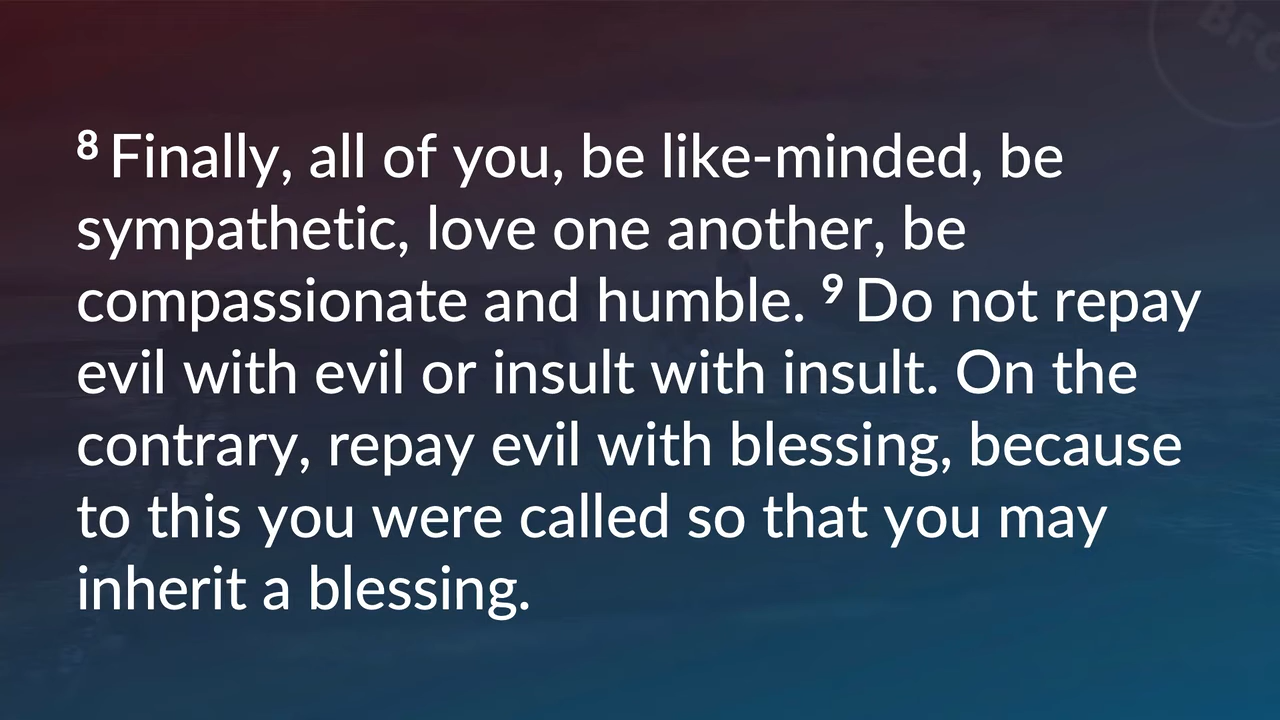 BFC
8 Finally, all of you, be like-minded, be
sympathetic, love one another, be
compassionate and humble. 9 Do not repay
evil with evil or insult with insult. On the
contrary, repay evil with blessing, because
to this you were called so that you may
inherit a blessing.